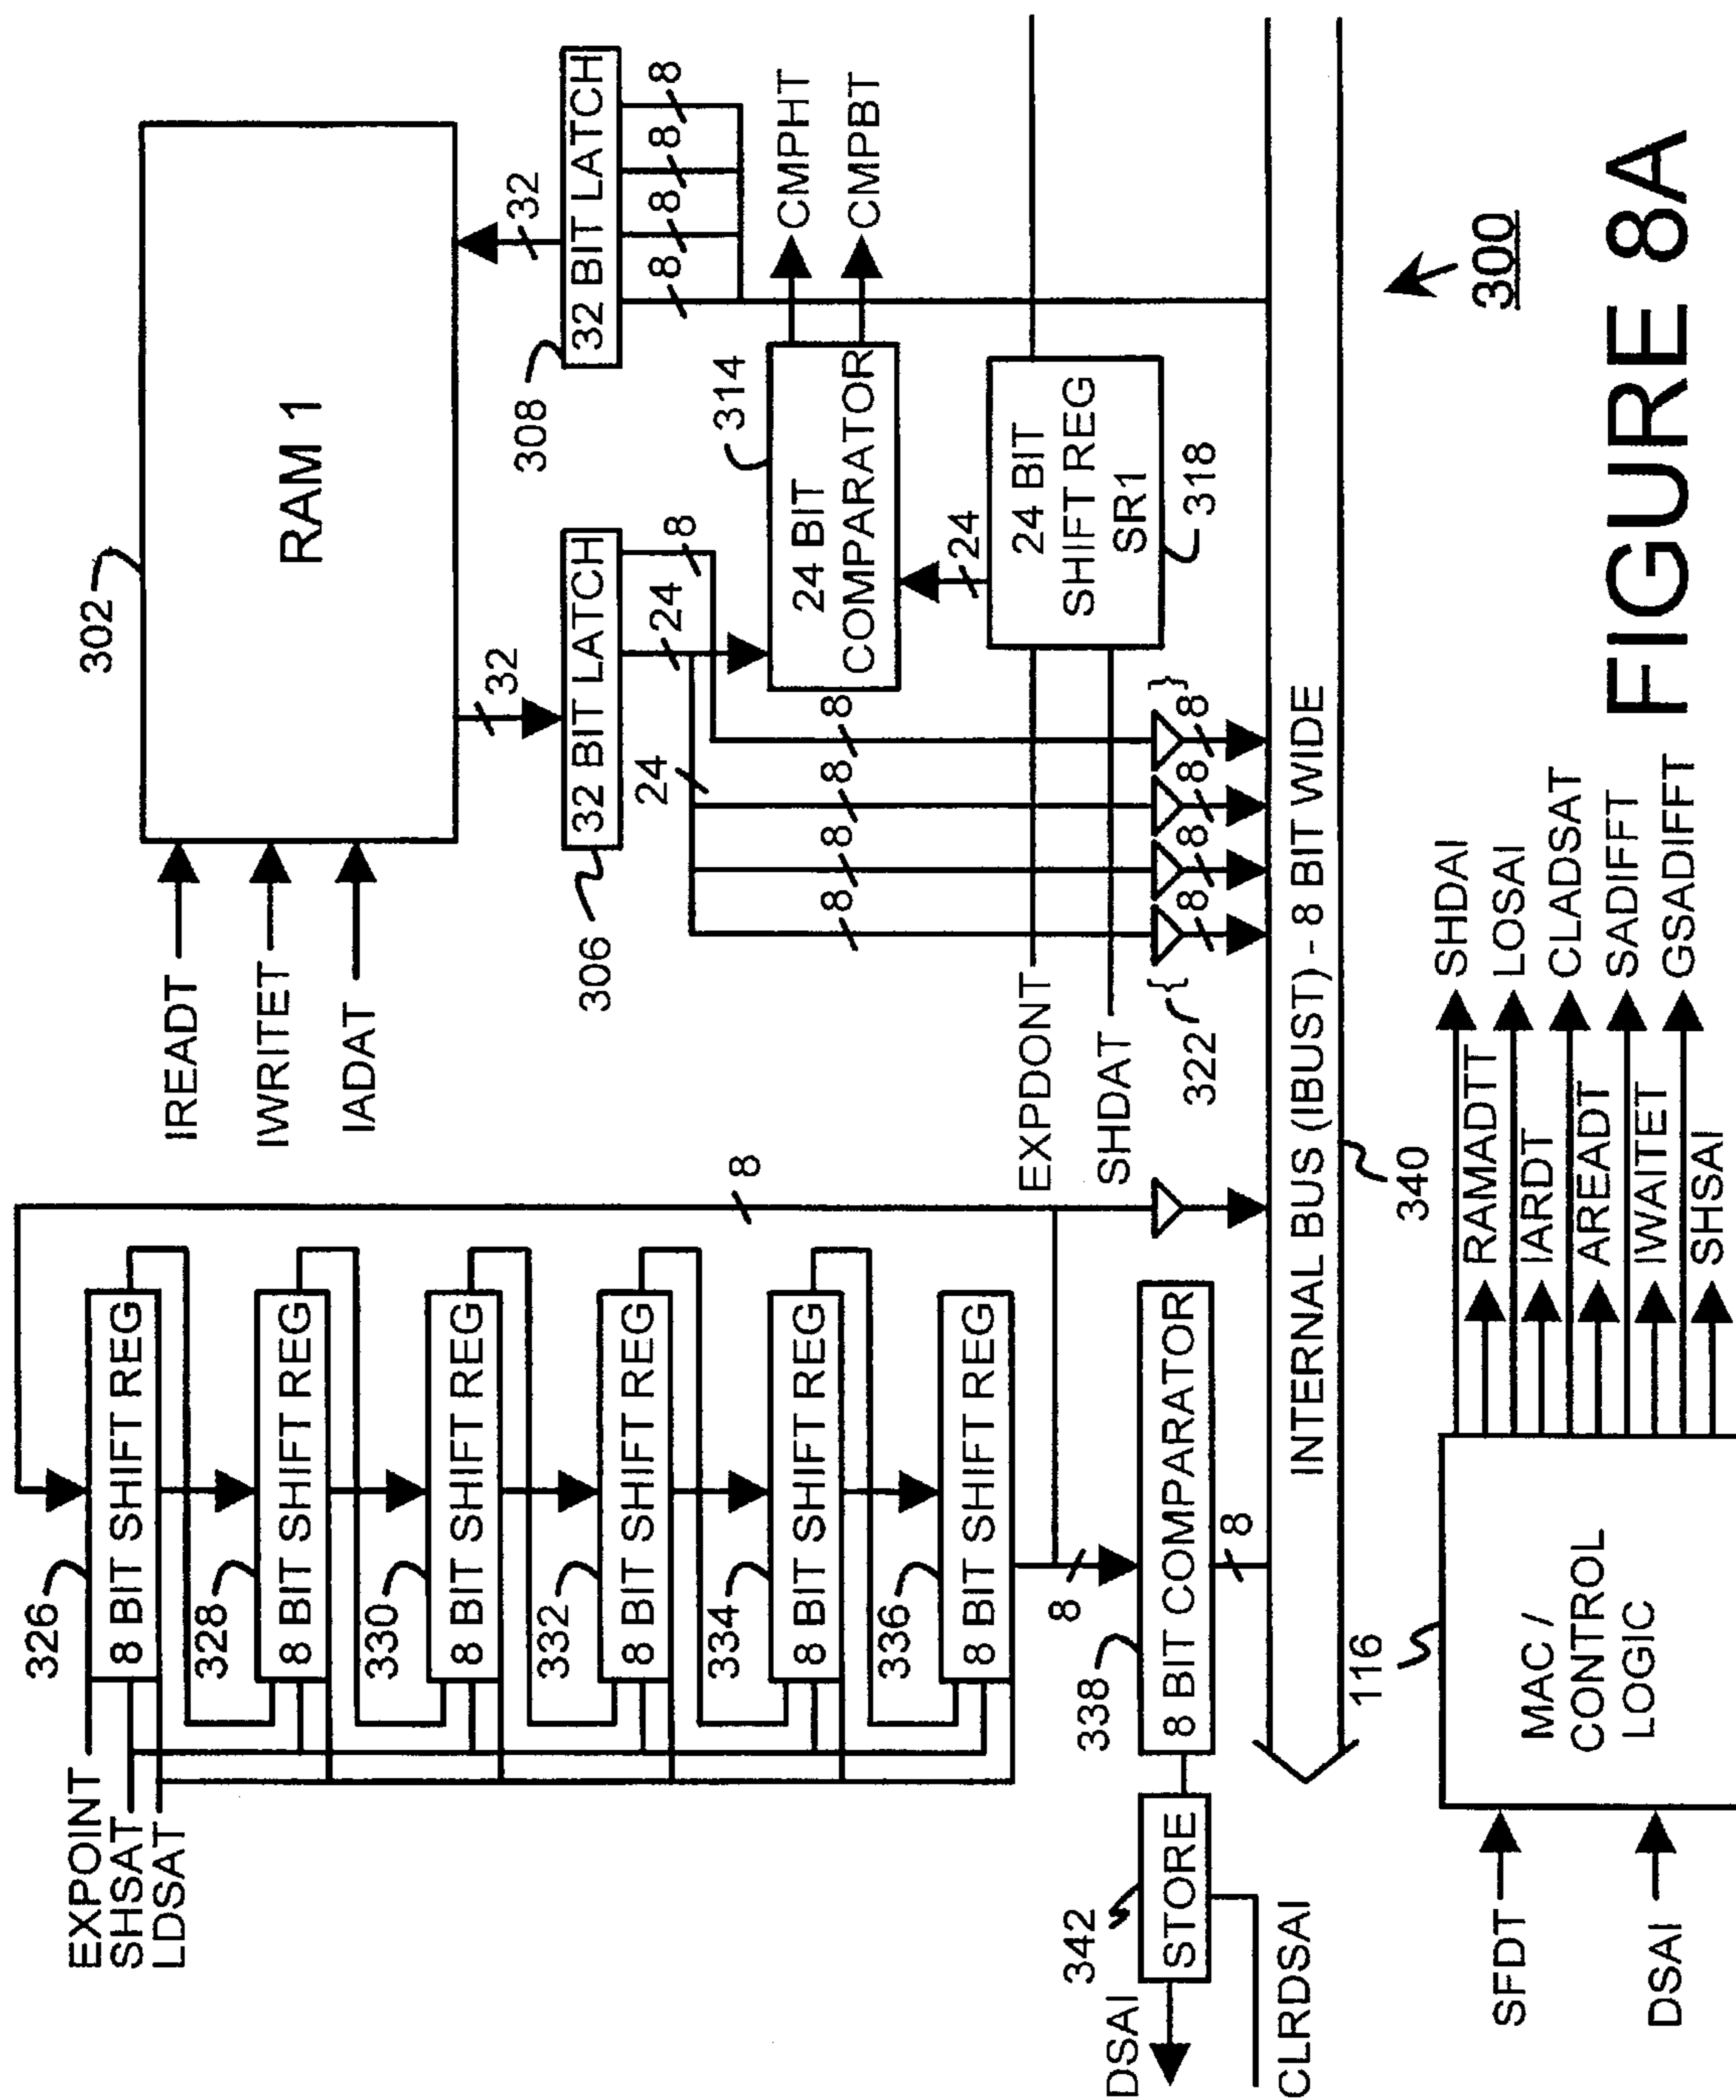 302
RAM 1
IREADT
IWRITET
IADAT
32
32
32 BIT LATCH
306
32 BIT LATCH
308
8
8
8
8
24
8
24
314
24 BIT
COMPARATOR
CMPHT
CMPBT
24
24 BIT
SHIFT REG
SR1
318
EXPDONT
SHDAT
8
8
8
8
{
}
322
8
8
8
8
326
8 BIT SHIFT REG
328
8 BIT SHIFT REG
330
8 BIT SHIFT REG
332
8 BIT SHIFT REG
334
8 BIT SHIFT REG
336
8 BIT SHIFT REG
EXPOINT
SHSAT
LDSAT
8
8
338
8 BIT COMPARATOR
8
342
STORE
DSAI
CLRDSAI
INTERNAL BUS (IBUST) - 8 BIT WIDE
340
116
MAC /
CONTROL
LOGIC
SFDT
DSAI
SHDAI
RAMADTT
LOSAI
IARDT
CLADSAT
AREADT
SADIFFT
IWAITET
GSADIFFT
SHSAI
300
FIGURE 8A